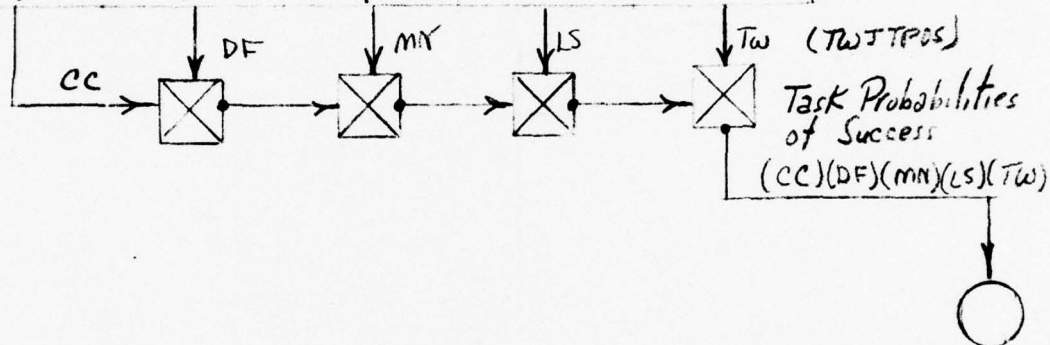 DF
MN
LS
TW (TWJTPOS)
CC
Task Probabilities
of Success
(CC)(DF)(MN)(LS)(TW)